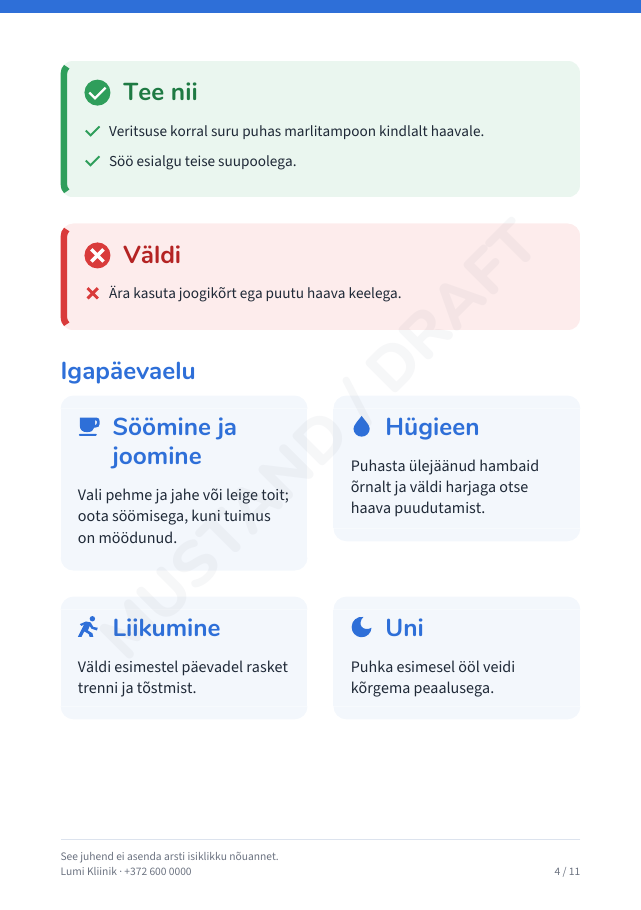 Tee nii
Veritsuse korral suru puhas marlitampoon kindlalt haavale.
Söö esialgu teise suupoolega.
Väldi
Ära kasuta joogikõrt ega puutu haava keelega.
Igapäevaelu
Söömine ja
joomine
Vali pehme ja jahe või leige toit;
oota söömisega, kuni tuimus
on möödunud.
Hügieen
Puhasta ülejäänud hambaid
õrnalt ja väldi harjaga otse
haava puudutamist.
Liikumine
Väldi esimestel päevadel rasket
trenni ja tõstmist.
Uni
Puhka esimesel ööl veidi
kõrgema peaalusega.
MUSTAND / DRAFT
See juhend ei asenda arsti isiklikku nõuannet.
Lumi Kliinik · +372 600 0000
4 / 11